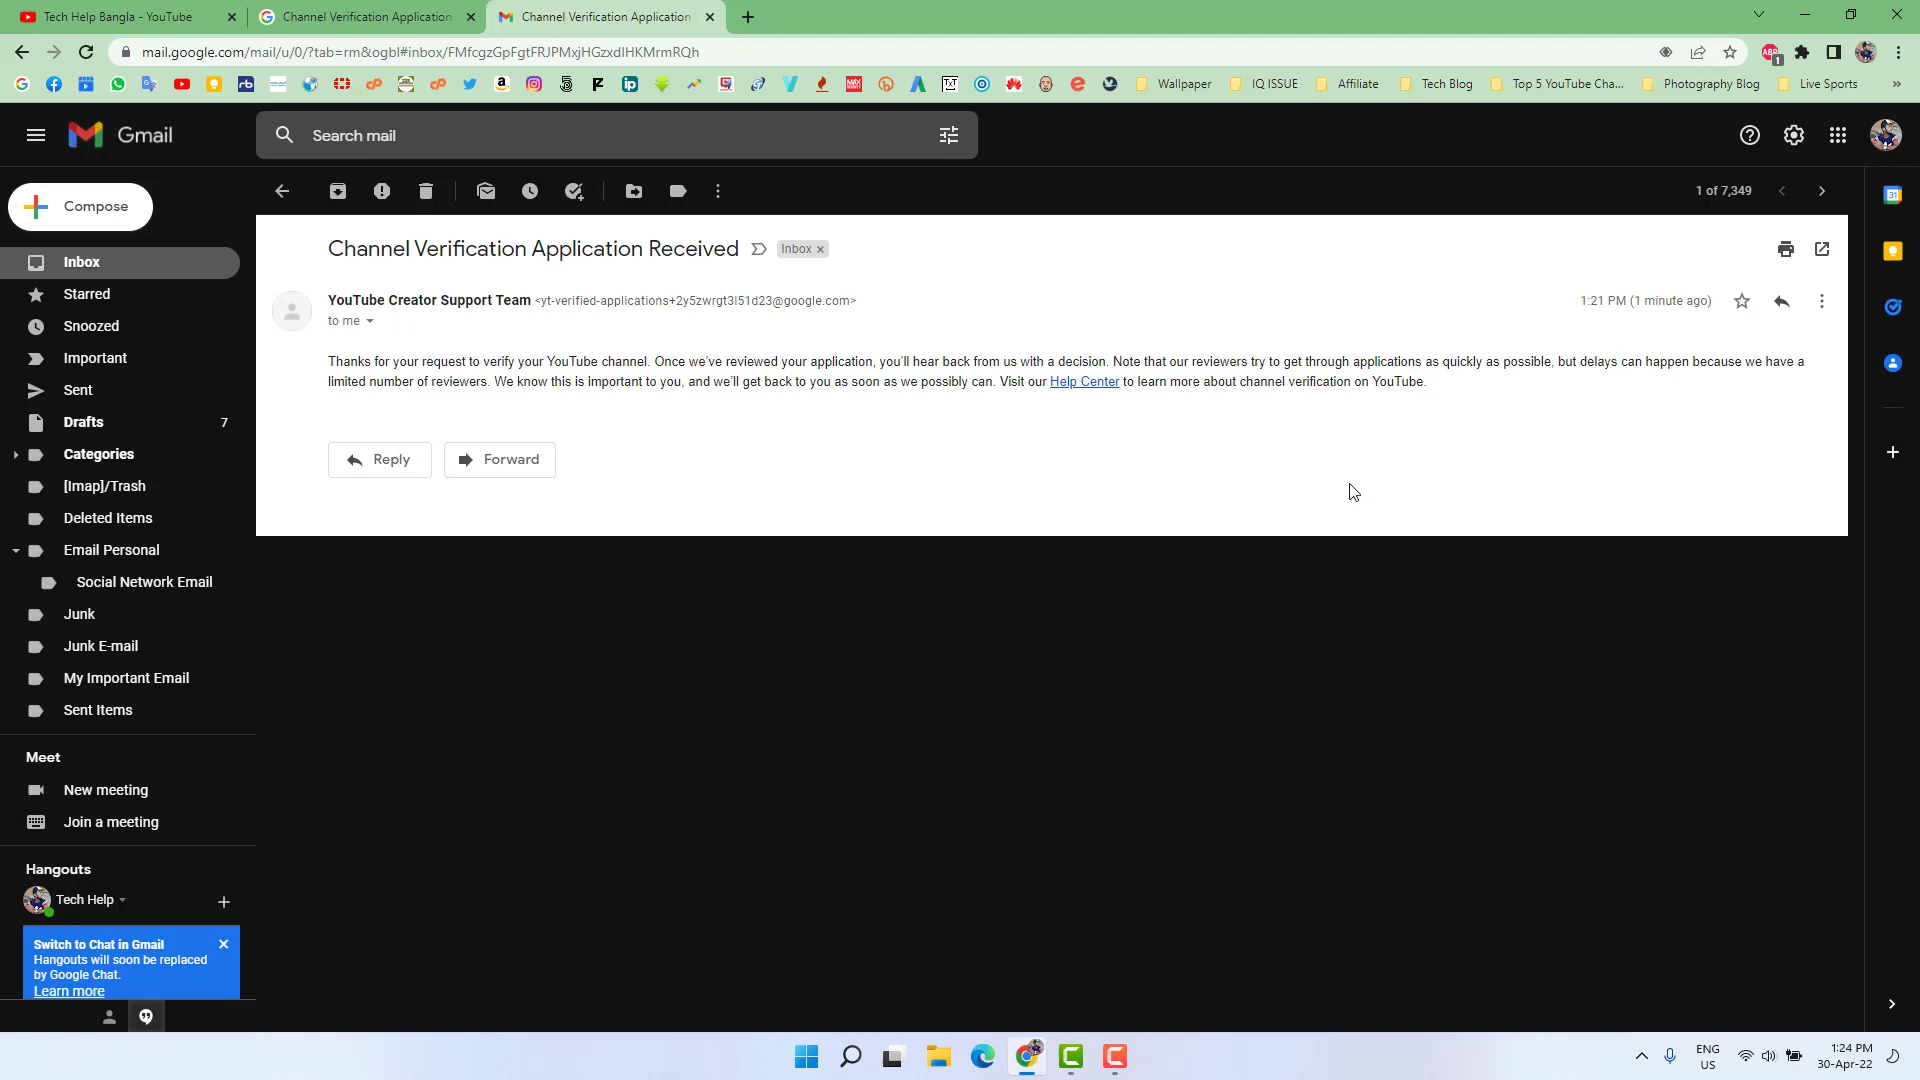 Tech Help Bangla - YouTube
Channel Verification Application
Channel Verification Application
mail.google.com/mail/u/0/?tab=rm&ogbl#inbox/FMfcgzGpFgtFRJPMxjHGzxdlHKMrmRQh
ABP
1
rb
ip
TxT
Wallpaper
IQ ISSUE
Affiliate
Tech Blog
Top 5 YouTube Cha...
Photography Blog
Live Sports
»
Gmail
Search mail
Compose
1 of 7,349
Inbox
Starred
Snoozed
Important
Sent
Drafts 7
Categories
[Imap]/Trash
Deleted Items
Email Personal
Social Network Email
Junk
Junk E-mail
My Important Email
Sent Items
Meet
New meeting
Join a meeting
Hangouts
Tech Help
Switch to Chat in Gmail
Hangouts will soon be replaced
by Google Chat.
Learn more
Channel Verification Application Received
Inbox x
YouTube Creator Support Team <yt-verified-applications+2y5zwrgt3l51d23@google.com>
1:21 PM (1 minute ago)
to me
Thanks for your request to verify your YouTube channel. Once we've reviewed your application, you'll hear back from us with a decision. Note that our reviewers try to get through applications as quickly as possible, but delays can happen because we have a
limited number of reviewers. We know this is important to you, and we'll get back to you as soon as we possibly can. Visit our Help Center to learn more about channel verification on YouTube.
Reply
Forward
31
ENG
US
1:24 PM
30-Apr-22